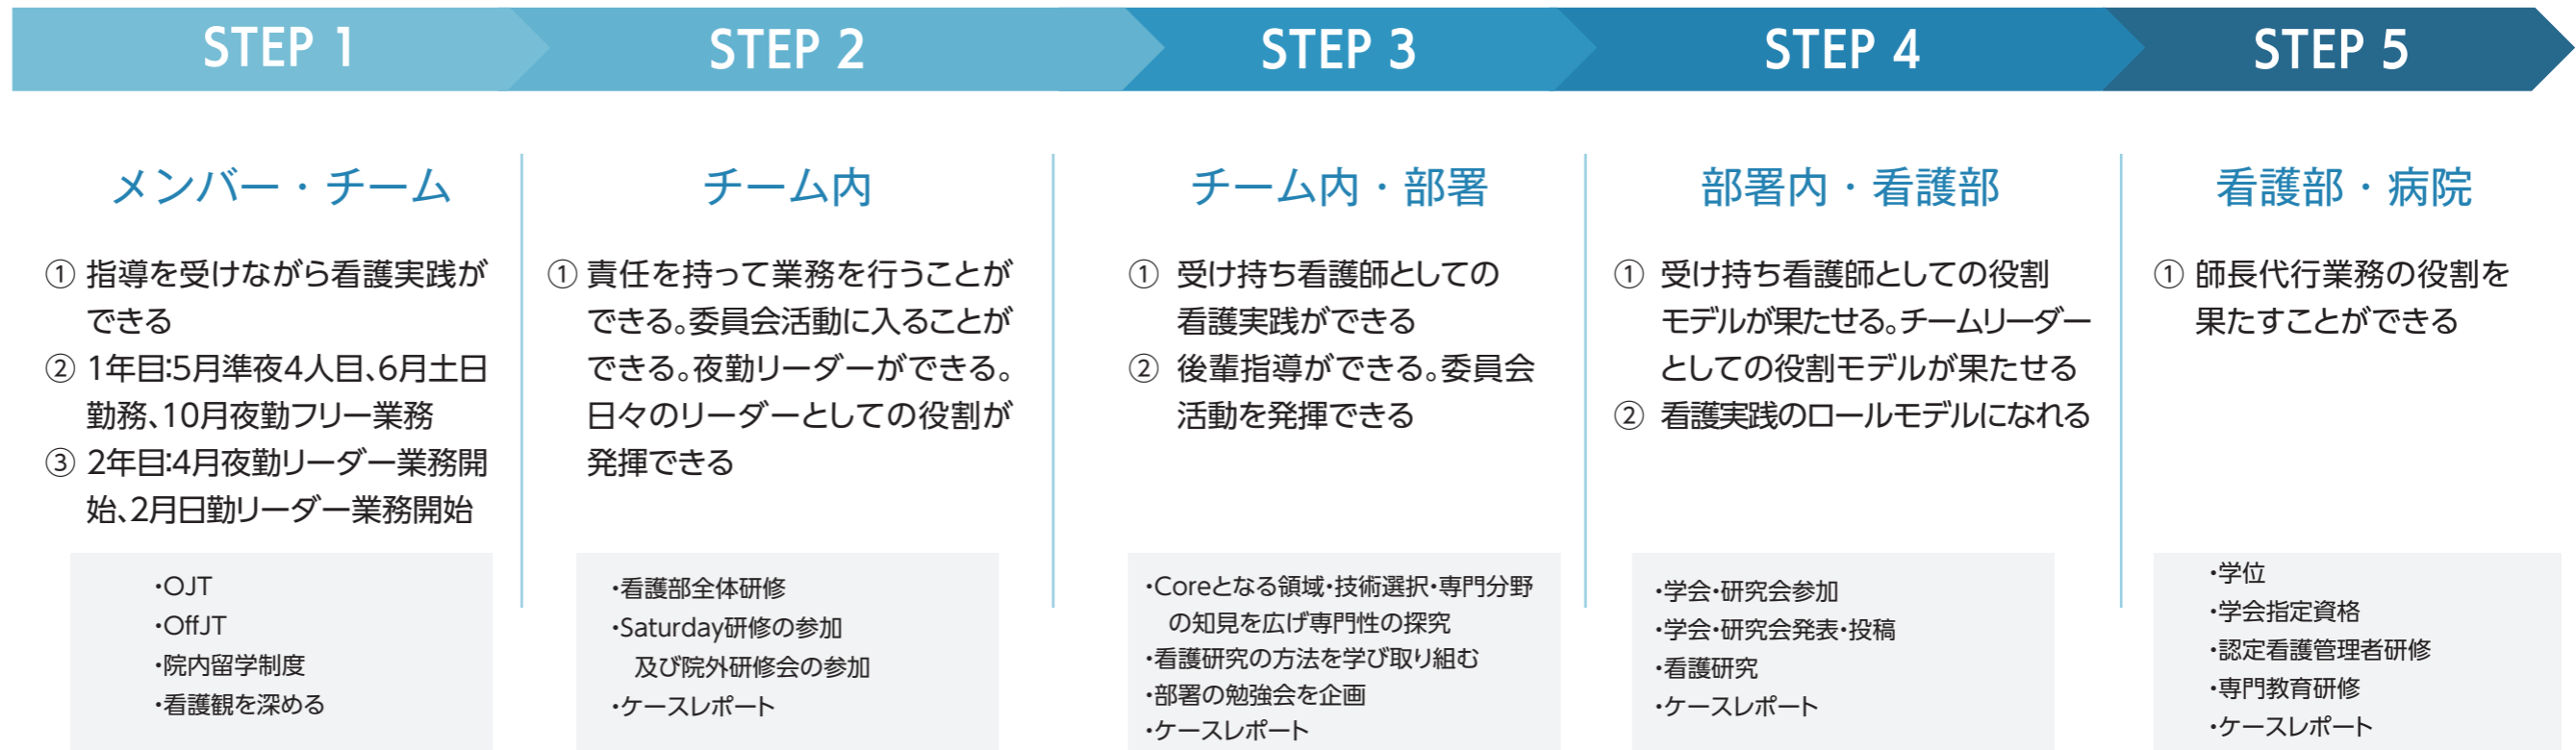 STEP 1
STEP 2
STEP 3
STEP 4
STEP 5
メンバー・チーム
① 指導を受けながら看護実践が
できる
② 1年目:5月準夜4人目、6月土日
勤務、10月夜勤フリー業務
③ 2年目:4月夜勤リーダー業務開
始、2月日勤リーダー業務開始
・OJT
・OffJT
・院内留学制度
・看護観を深める
チーム内
① 責任を持って業務を行うことが
できる。委員会活動に入ることが
できる。夜勤リーダーができる。
日々のリーダーとしての役割が
発揮できる
・看護部全体研修
・Saturday研修の参加
及び院外研修会の参加
・ケースレポート
チーム内・部署
① 受け持ち看護師としての
看護実践ができる
② 後輩指導ができる。委員会
活動を発揮できる
・Coreとなる領域・技術選択・専門分野
の知見を広げ専門性の探究
・看護研究の方法を学び取り組む
・部署の勉強会を企画
・ケースレポート
部署内・看護部
① 受け持ち看護師としての役割
モデルが果たせる。チームリーダー
としての役割モデルが果たせる
② 看護実践のロールモデルになれる
・学会・研究会参加
・学会・研究会発表・投稿
・看護研究
・ケースレポート
看護部・病院
① 師長代行業務の役割を
果たすことができる
・学位
・学会指定資格
・認定看護管理者研修
・専門教育研修
・ケースレポート